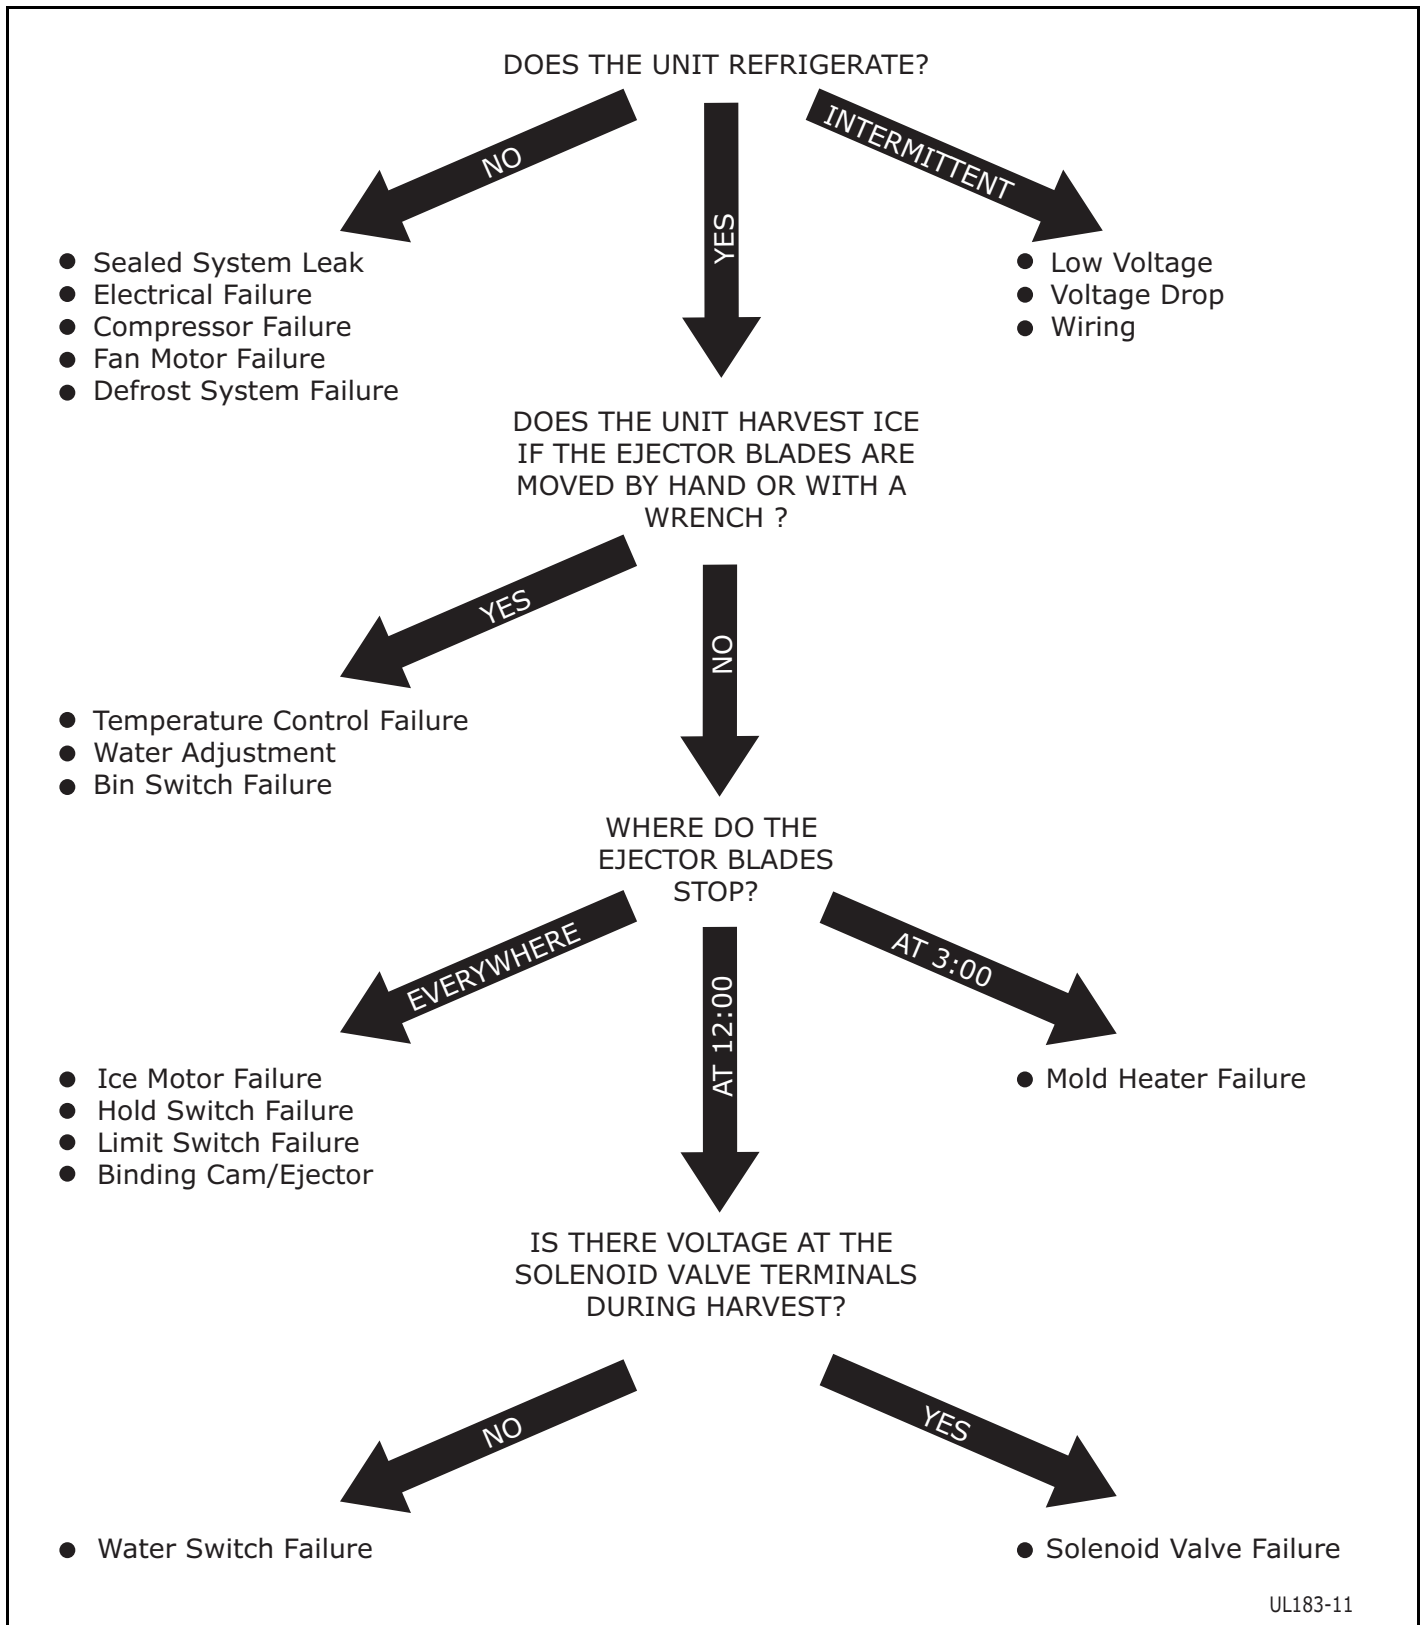 DOES THE UNIT REFRIGERATE?
NO
YES
INTERMITTENT
● Sealed System Leak
● Electrical Failure
● Compressor Failure
● Fan Motor Failure
● Defrost System Failure
● Low Voltage
● Voltage Drop
● Wiring
DOES THE UNIT HARVEST ICE
IF THE EJECTOR BLADES ARE
MOVED BY HAND OR WITH A
WRENCH ?
YES
NO
● Temperature Control Failure
● Water Adjustment
● Bin Switch Failure
WHERE DO THE
EJECTOR BLADES
STOP?
EVERYWHERE
AT 12:00
AT 3:00
● Ice Motor Failure
● Hold Switch Failure
● Limit Switch Failure
● Binding Cam/Ejector
● Mold Heater Failure
IS THERE VOLTAGE AT THE
SOLENOID VALVE TERMINALS
DURING HARVEST?
NO
YES
● Water Switch Failure
● Solenoid Valve Failure
UL183-11